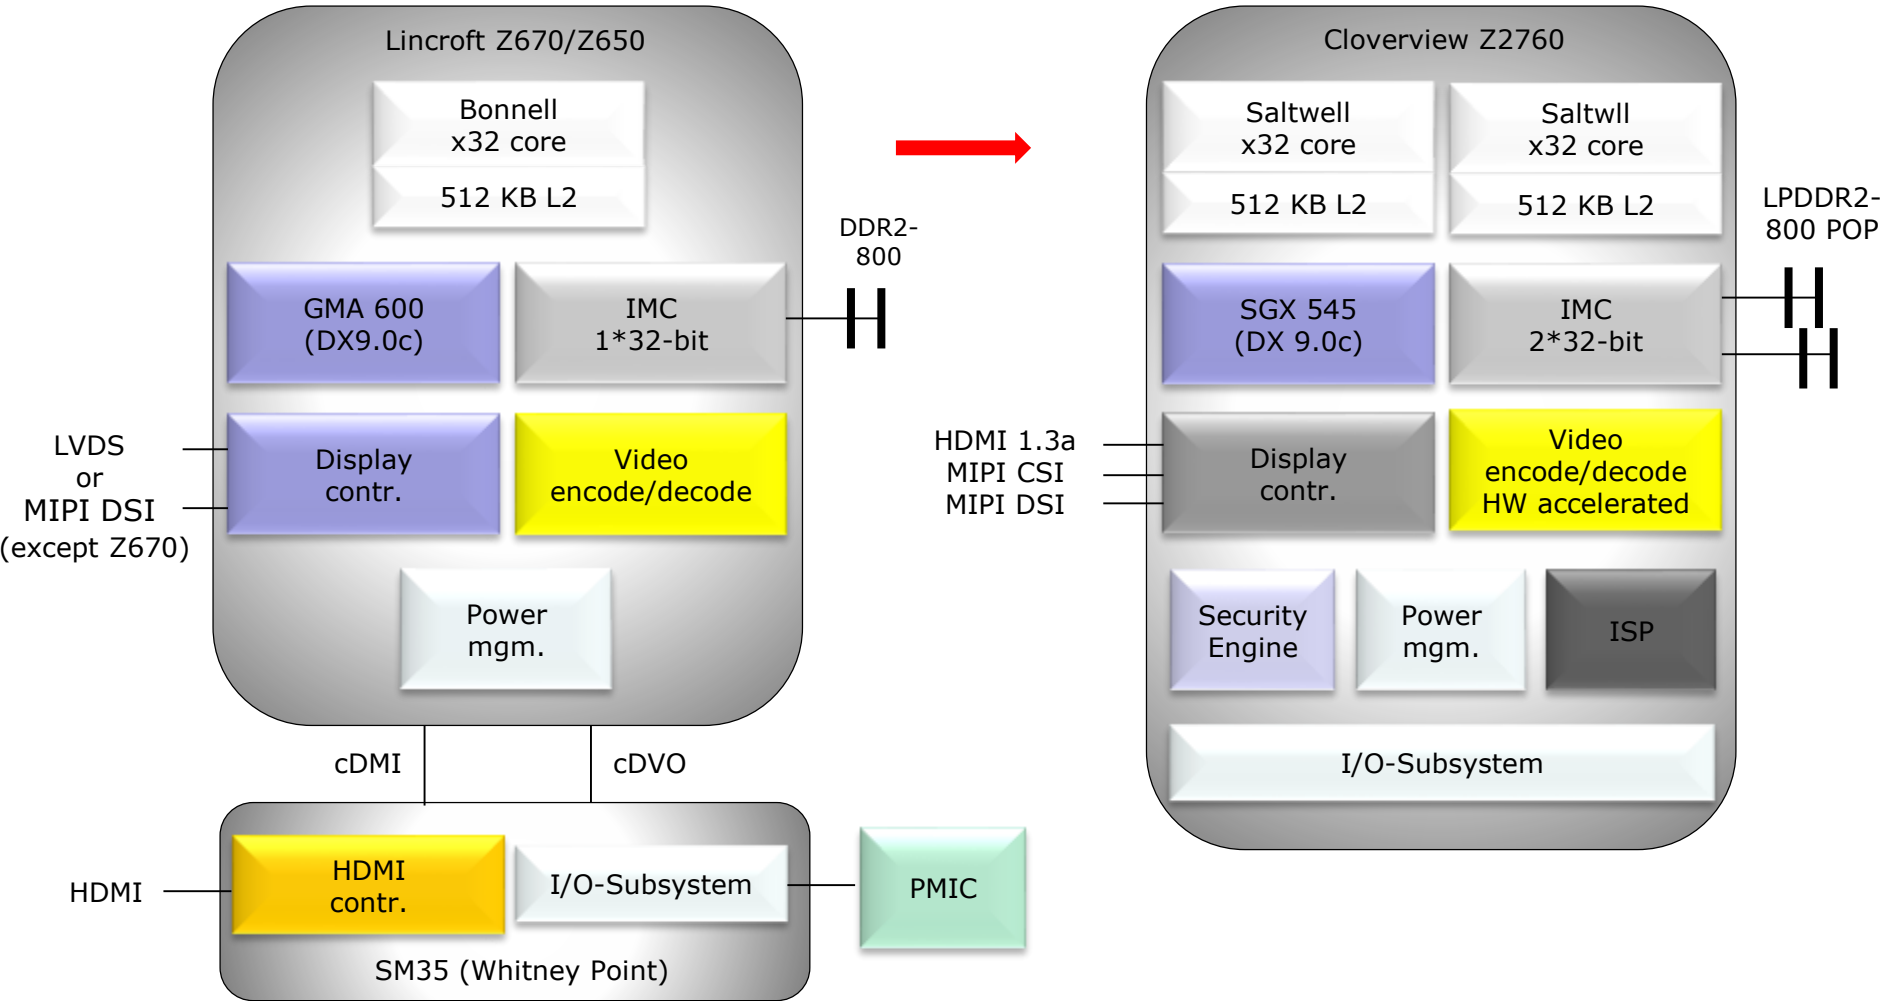 Lincroft Z670/Z650
Bonnell
x32 core
512 KB L2
DDR2-
800
GMA 600
(DX9.0c)
IMC
1*32-bit
LVDS
or
MIPI DSI
(except Z670)
Display
contr.
Video
encode/decode
Power
mgm.
cDMI
cDVO
HDMI
HDMI
contr.
I/O-Subsystem
PMIC
SM35 (Whitney Point)
Cloverview Z2760
Saltwell
x32 core
512 KB L2
Saltwll
x32 core
512 KB L2
LPDDR2-
800 POP
SGX 545
(DX 9.0c)
IMC
2*32-bit
HDMI 1.3a
MIPI CSI
MIPI DSI
Display
contr.
Video
encode/decode
HW accelerated
Security
Engine
Power
mgm.
ISP
I/O-Subsystem